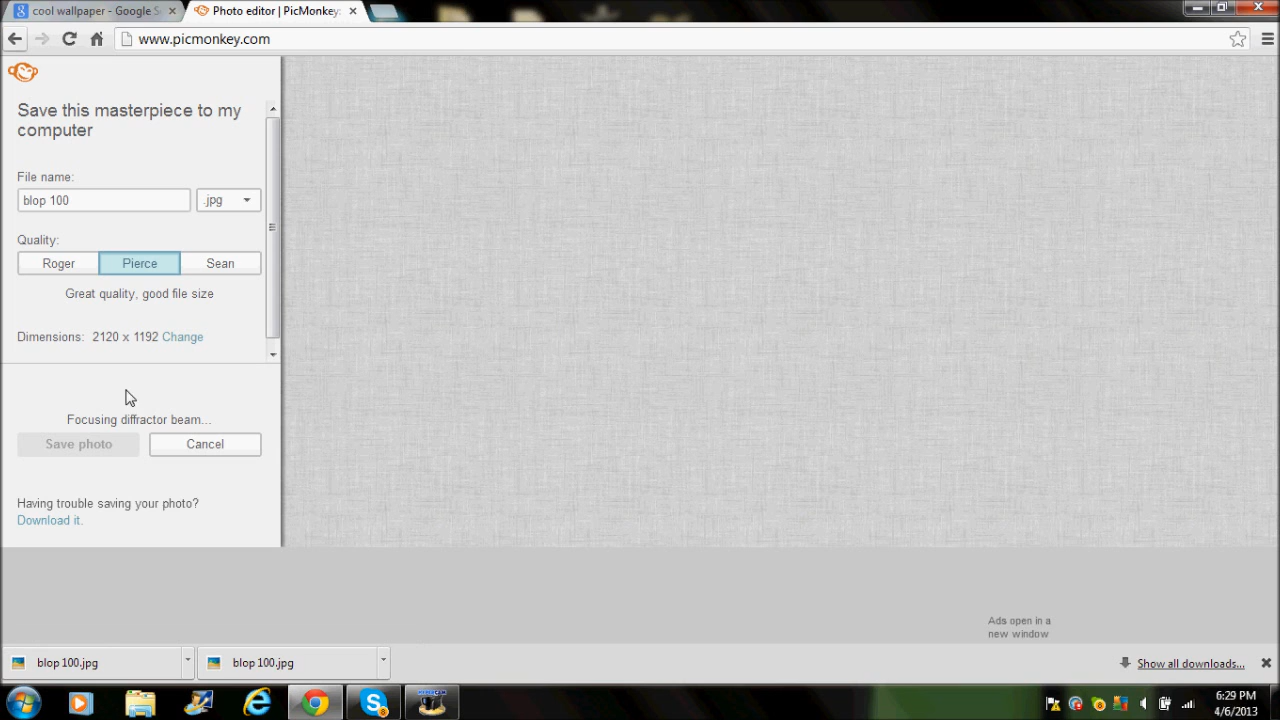 cool wallpaper - Google S
Photo editor | PicMonkey:
www.picmonkey.com
Save this masterpiece to my
computer
File name:
blop 100
.jpg
Quality:
Roger
Pierce
Sean
Great quality, good file size
Dimensions: 2120 x 1192 Change
Focusing diffractor beam...
Save photo
Cancel
Having trouble saving your photo?
Download it.
Ads open in a
new window
blop 100.jpg
blop 100.jpg
Show all downloads...
6:29 PM
4/6/2013